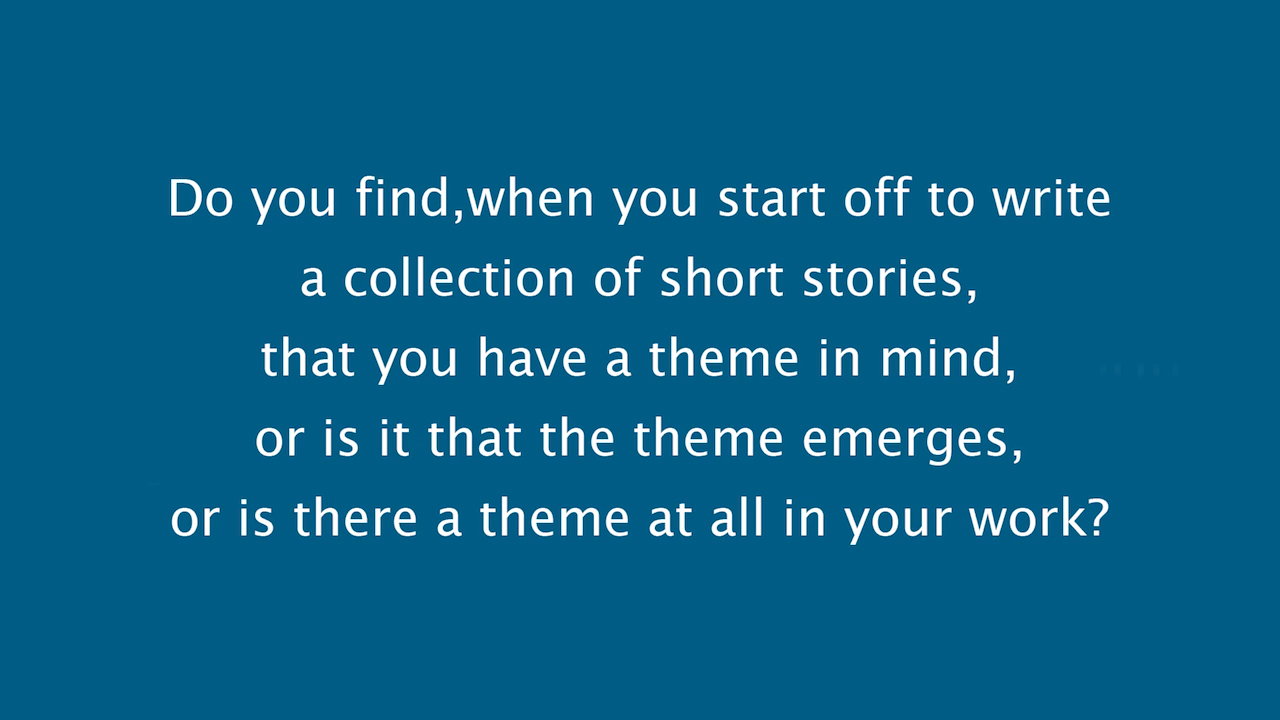 Do you find,when you start off to write
a collection of short stories,
that you have a theme in mind,
or is it that the theme emerges,
or is there a theme at all in your work?